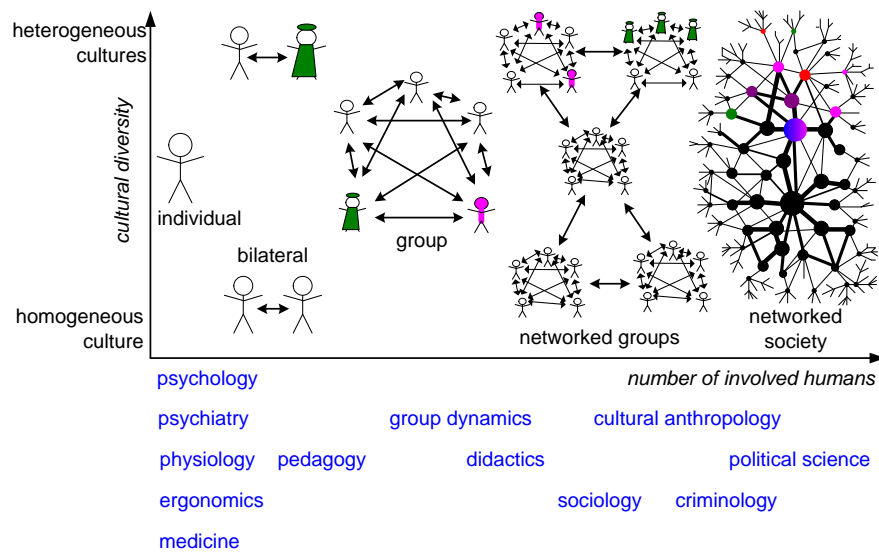 heterogeneous
cultures
cultural diversity
individual
bilateral
group
networked groups
networked
society
homogeneous
culture
number of involved humans
psychology
psychiatry
group dynamics
cultural anthropology
physiology
pedagogy
didactics
political science
ergonomics
sociology
criminology
medicine